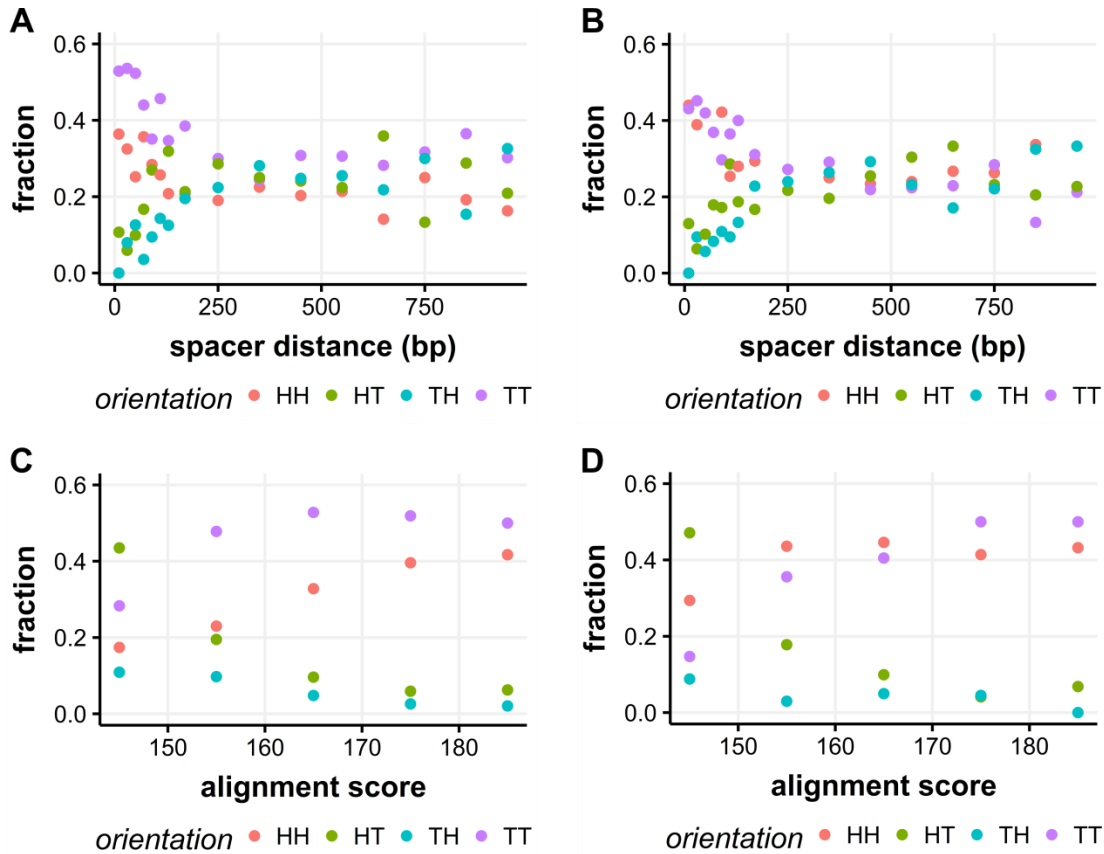 A
fraction
0.6
0.4
0.2
0.0
0 250 500 750
spacer distance (bp)
orientation HH HT TH TT
B
fraction
0.6
0.4
0.2
0.0
0 250 500 750
spacer distance (bp)
orientation HH HT TH TT
C
fraction
0.6
0.4
0.2
0.0
150 160 170 180
alignment score
orientation HH HT TH TT
D
fraction
0.6
0.4
0.2
0.0
150 160 170 180
alignment score
orientation HH HT TH TT